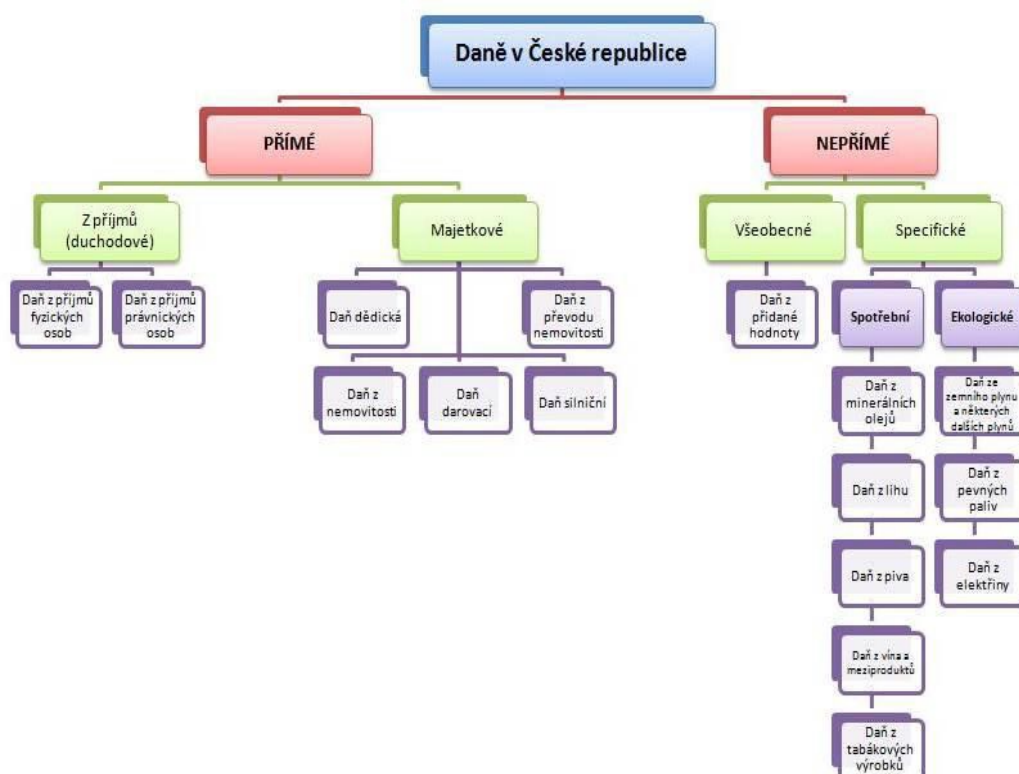 Daně v České republice
PŘÍMÉ
NEPŘÍMÉ
Z příjmů
(duchodové)
Majetkové
Všeobecné
Specifické
Daň z příjmů
fyzických
osob
Daň z příjmů
právnických
osob
Daň dědická
Daň z
převodu
nemovitosti
Daň z
nemovitosti
Daň
darovací
Daň silniční
Daň z
přidané
hodnoty
Spotřební
Ekologické
Daň z
minerálních
olejů
Daň ze
zemního plynu
a některých
dalších plynů
Daň z lihu
Daň z
pevných
paliv
Daň z piva
Daň z
elektřiny
Daň z vína a
meziproduktů
Daň z
tabákových
výrobků